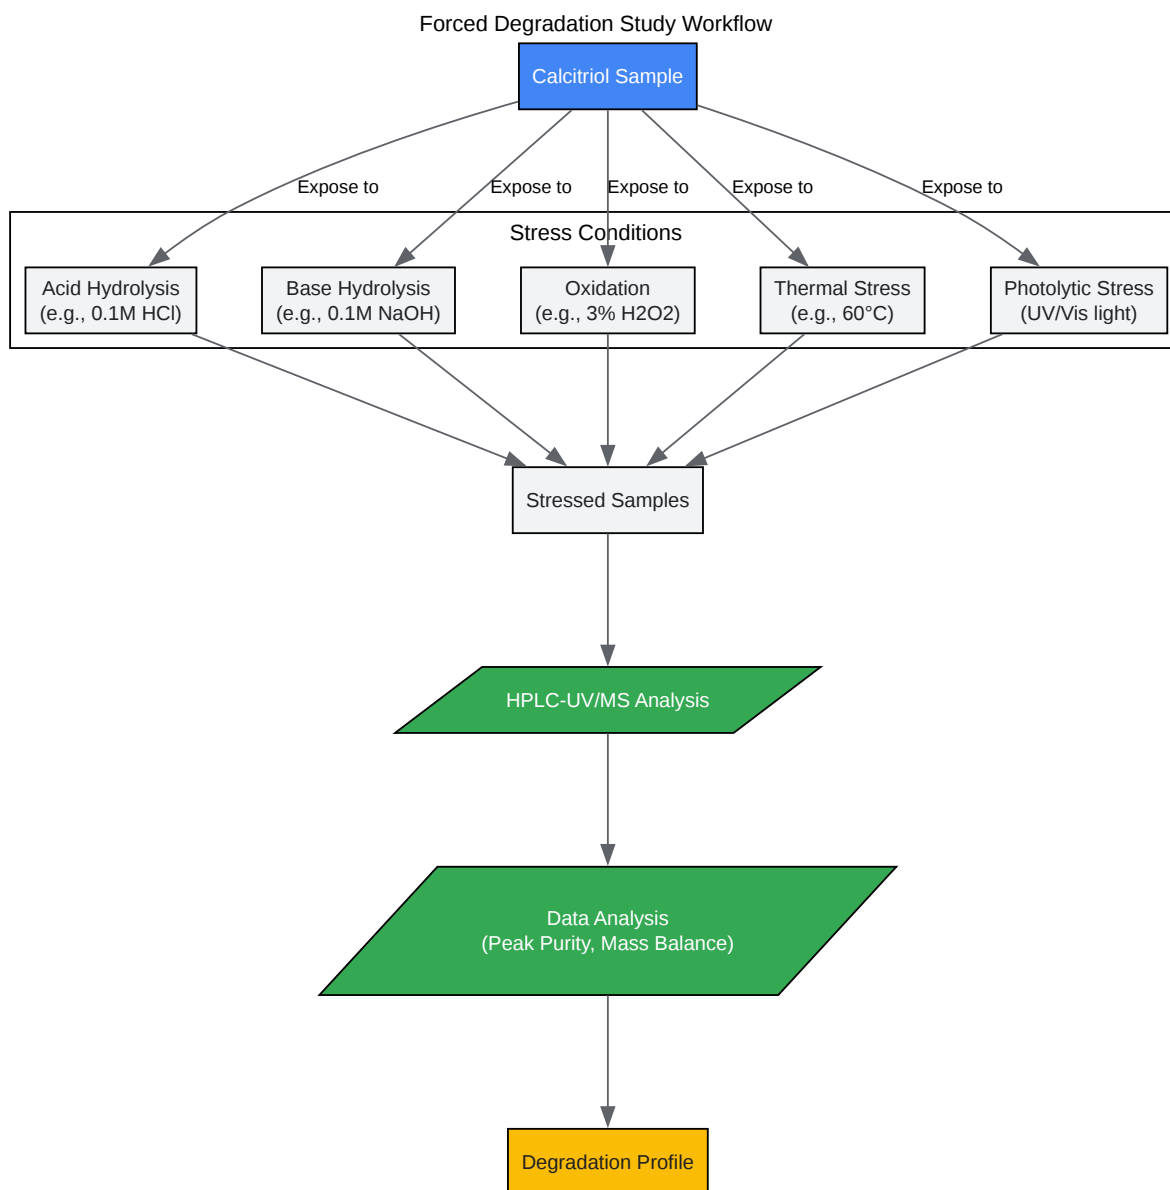 Forced Degradation Study Workflow
Calcitriol Sample
Expose to
Expose to
Expose to
Expose to
Expose to
Stress Conditions
Acid Hydrolysis
(e.g., 0.1M HCl)
Base Hydrolysis
(e.g., 0.1M NaOH)
Oxidation
(e.g., 3% H2O2)
Thermal Stress
(e.g., 60°C)
Photolytic Stress
(UV/Vis light)
Stressed Samples
HPLC-UV/MS Analysis
Data Analysis
(Peak Purity, Mass Balance)
Degradation Profile